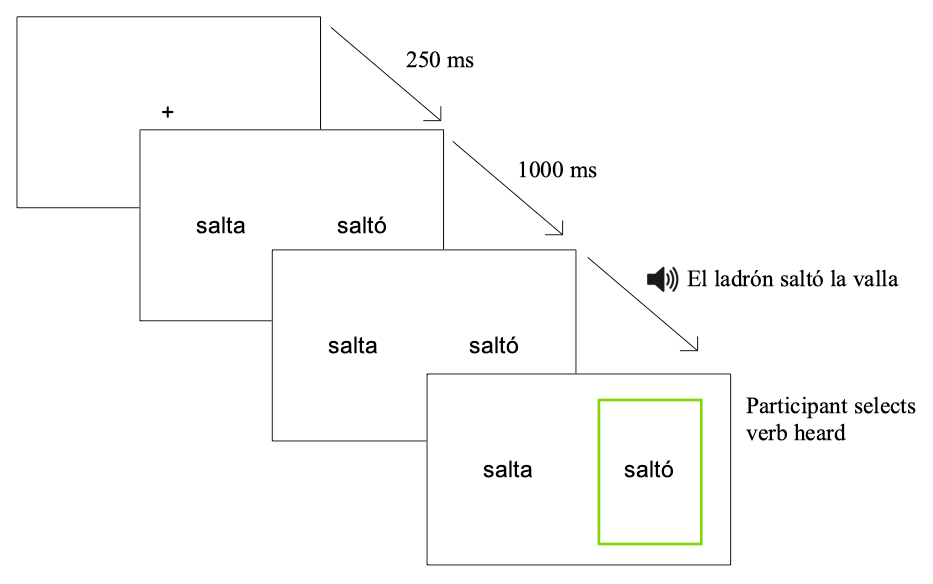 +
250 ms
salta saltó
1000 ms
salta saltó
El ladrón saltó la valla
salta saltó
Participant selects
verb heard